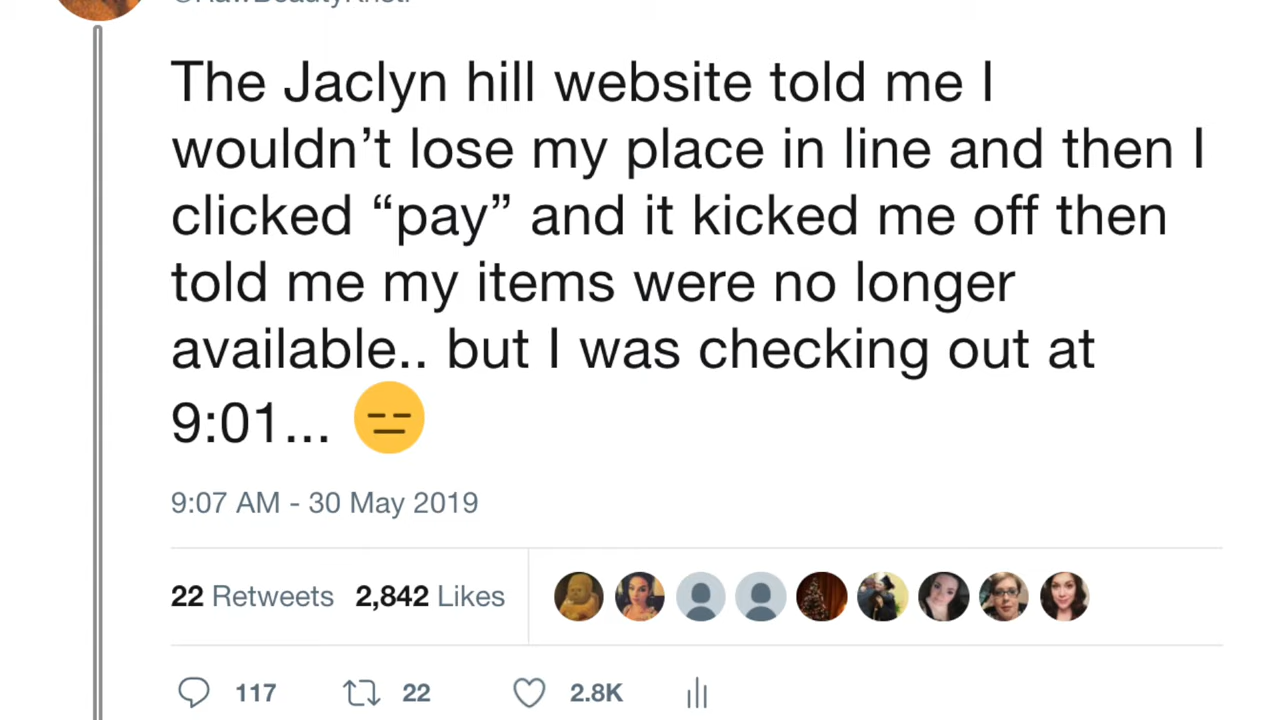 The Jaclyn hill website told me I
wouldn’t lose my place in line and then I
clicked “pay” and it kicked me off then
told me my items were no longer
available.. but I was checking out at
9:01... 😑
9:07 AM - 30 May 2019
22 Retweets 2,842 Likes
117 22 2.8K